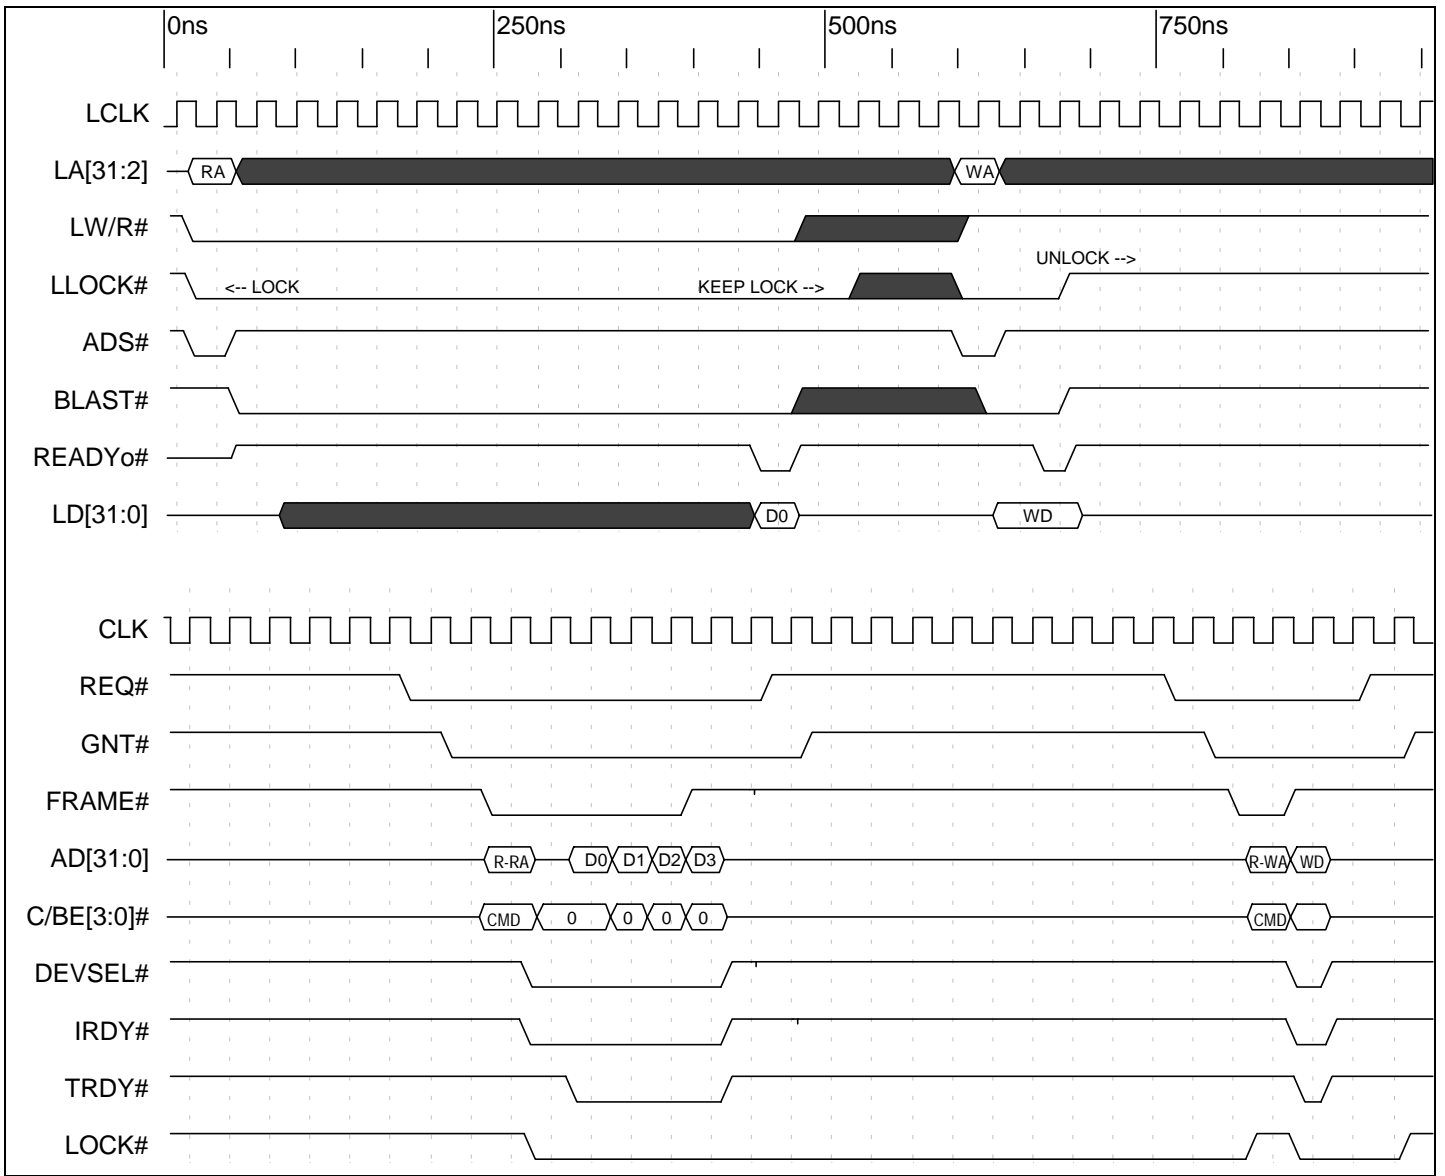 0ns 250ns 500ns 750ns
LCLK
LA[31:2] RA WA
LW/R#
UNLOCK -->
LLOCK# <-- LOCK KEEP LOCK -->
ADS#
BLAST#
READYo#
LD[31:0] D0 WD
CLK
REQ#
GNT#
FRAME#
AD[31:0] R-RA D0 D1 D2 D3 R-WA WD
C/BE[3:0]# CMD 0 0 0 0 CMD
DEVSEL#
IRDY#
TRDY#
LOCK#